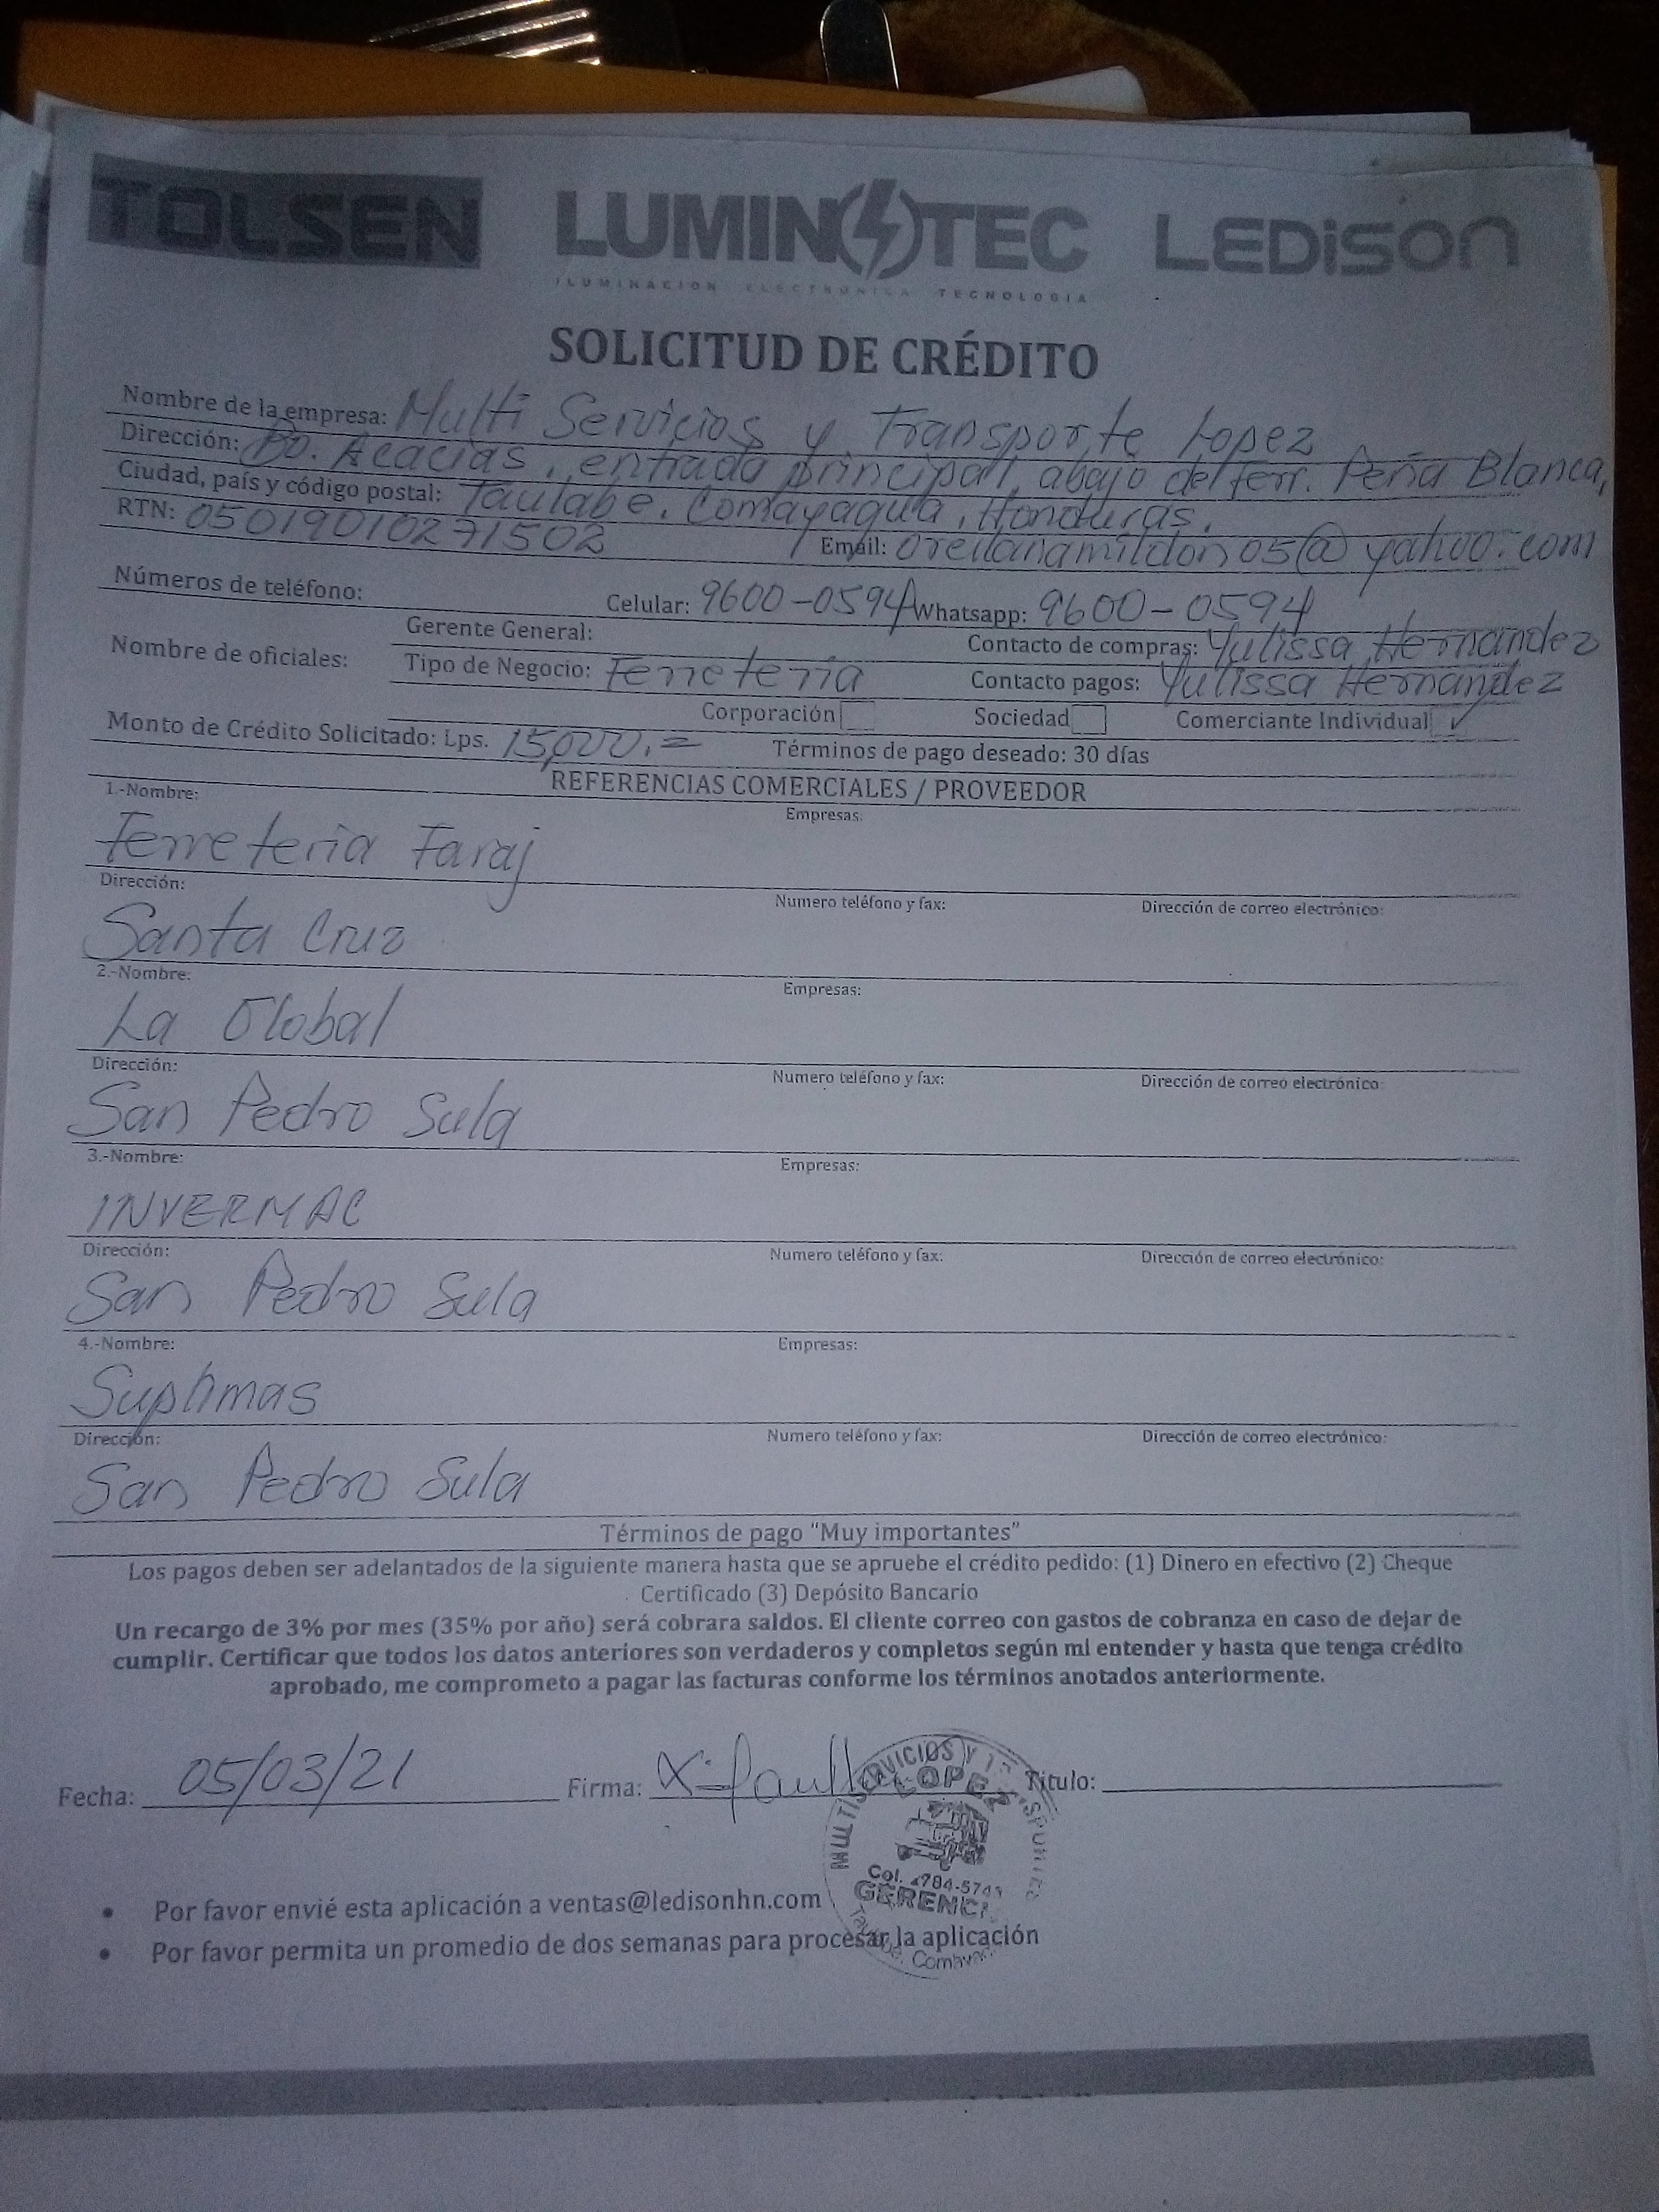 TOLSEN LUMINOTEC LEDiSON
ILUMINACION ELECTRONICA TECNOLOGIA
SOLICITUD DE CRÉDITO
Nombre de la empresa: Multi Servicios y Transporte Lopez
Dirección: Bo. Acacias, entrada principal, abajo del ferr. Peña Blanca,
Ciudad, país y código postal: Taulabe, Comayagua, Honduras.
RTN: 05019010271502 Email: orellanamildon05@yahoo.com
Números de teléfono: Celular: 9600-0594 Whatsapp: 9600-0594
Gerente General: Contacto de compras: Yulissa Hernandez
Nombre de oficiales: Tipo de Negocio: Ferreteria Contacto pagos: Yulissa Hernandez
Corporación Sociedad Comerciante Individual ✓
Monto de Crédito Solicitado: Lps. 15,000.= Términos de pago deseado: 30 días
REFERENCIAS COMERCIALES / PROVEEDOR
1.-Nombre: Empresas:
Ferreteria Faraj
Dirección: Numero teléfono y fax: Dirección de correo electrónico:
Santa Cruz
2.-Nombre: Empresas:
La Global
Dirección: Numero teléfono y fax: Dirección de correo electrónico:
San Pedro Sula
3.-Nombre: Empresas:
INVERMAC
Dirección: Numero teléfono y fax: Dirección de correo electrónico:
San Pedro Sula
4.-Nombre: Empresas:
Dirección: Numero teléfono y fax: Dirección de correo electrónico:
San Pedro Sula
Términos de pago "Muy importantes"
Los pagos deben ser adelantados de la siguiente manera hasta que se apruebe el crédito pedido: (1) Dinero en efectivo (2) Cheque
Certificado (3) Depósito Bancario
Un recargo de 3% por mes (35% por año) será cobrara saldos. El cliente correo con gastos de cobranza en caso de dejar de
cumplir. Certificar que todos los datos anteriores son verdaderos y completos según mi entender y hasta que tenga crédito
aprobado, me comprometo a pagar las facturas conforme los términos anotados anteriormente.
Fecha: 05/03/21 Firma: X Titulo:
MULTISERVICIOS Y
LOPEZ
GERENCI
Por favor envié esta aplicación a ventas@ledisonhn.com
Por favor permita un promedio de dos semanas para procesar la aplicación